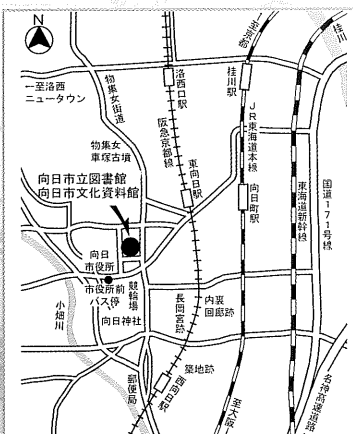 N
一至京都
桂川
←至洛西
ニュータウン
物集女街道
洛西口駅
桂川駅
阪急京都線
JR東海道本線
物集女
車塚古墳
東向日駅
向日町駅
東海道新幹線
国道171号線
向日市立図書館
向日市文化資料館
向日
市役所
市役所前
バス停
競輪場
向日神社
小畑川
長岡宮跡
内裏
回廊跡
築地跡
郵便局
西向日駅
至大阪
名神高速道路